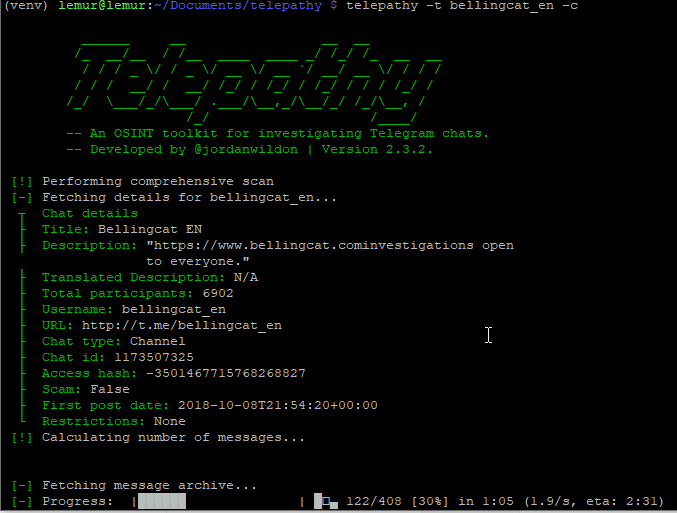 (venv) lemur@lemur:~/Documents/telepathy $ telepathy -t bellingcat_en -c
Telepathy
-- An OSINT toolkit for investigating Telegram chats.
-- Developed by @jordanwildon | Version 2.3.2.
[!] Performing comprehensive scan
[-] Fetching details for bellingcat_en...
┬ Chat details
├ Title: Bellingcat EN
├ Description: "https://www.bellingcat.cominvestigations open
to everyone."
├ Translated Description: N/A
├ Total participants: 6902
├ Username: bellingcat_en
├ URL: http://t.me/bellingcat_en
├ Chat type: Channel
├ Chat id: 1173507325
├ Access hash: -3501467715768268827
├ Scam: False
├ First post date: 2018-10-08T21:54:20+00:00
└ Restrictions: None
[!] Calculating number of messages...
[-] Fetching message archive...
[-] Progress: |██████ | 122/408 [30%] in 1:05 (1.9/s, eta: 2:31)